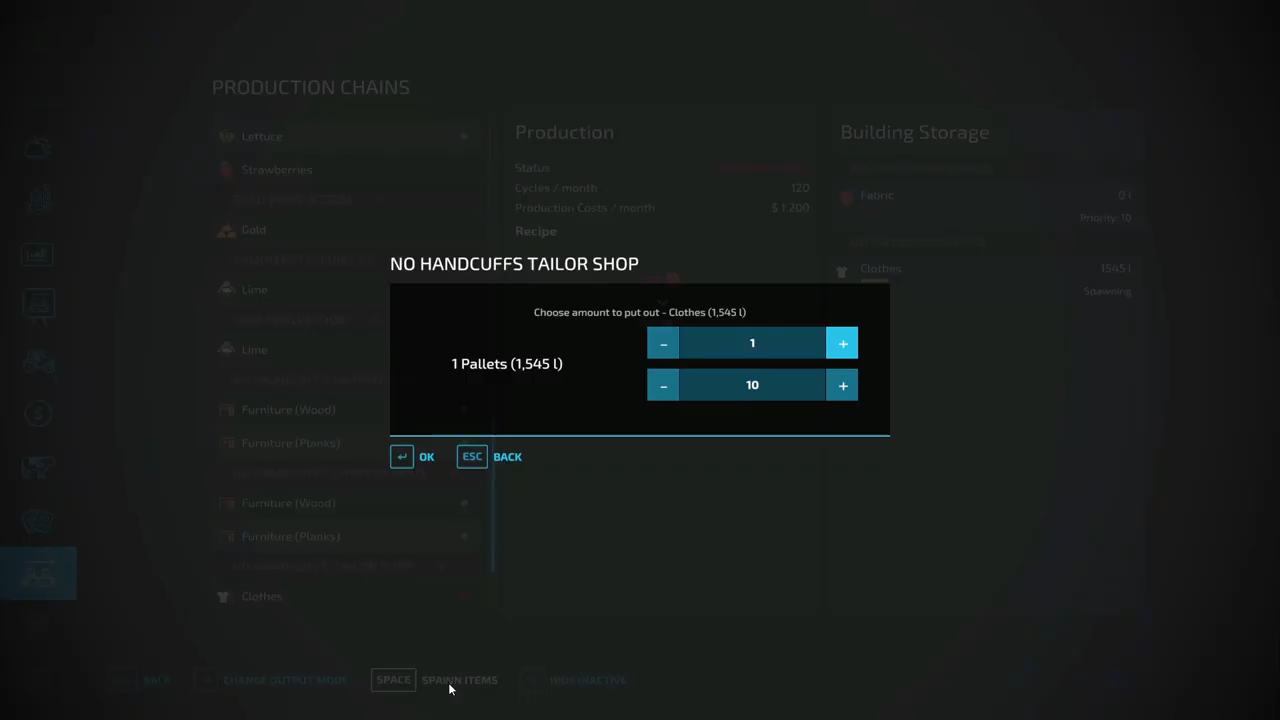 PRODUCTION CHAINS
Lettuce
Strawberries
Gold
Lime
Lime
Furniture (Wood)
Furniture (Planks)
Furniture (Wood)
Furniture (Planks)
Clothes
Production
Status
Cycles / month 120
Production Costs / month $ 1 200
Recipe
Building Storage
Fabric 0 l
Priority: 10
Clothes 1545 l
Spawning
NO HANDCUFFS TAILOR SHOP
Choose amount to put out - Clothes (1,545 l)
1 Pallets (1,545 l)
- 1 +
- 10 +
OK ESC BACK
BACK CHANGE OUTPUT MODE SPACE SPAWN ITEMS HIDE INACTIVE